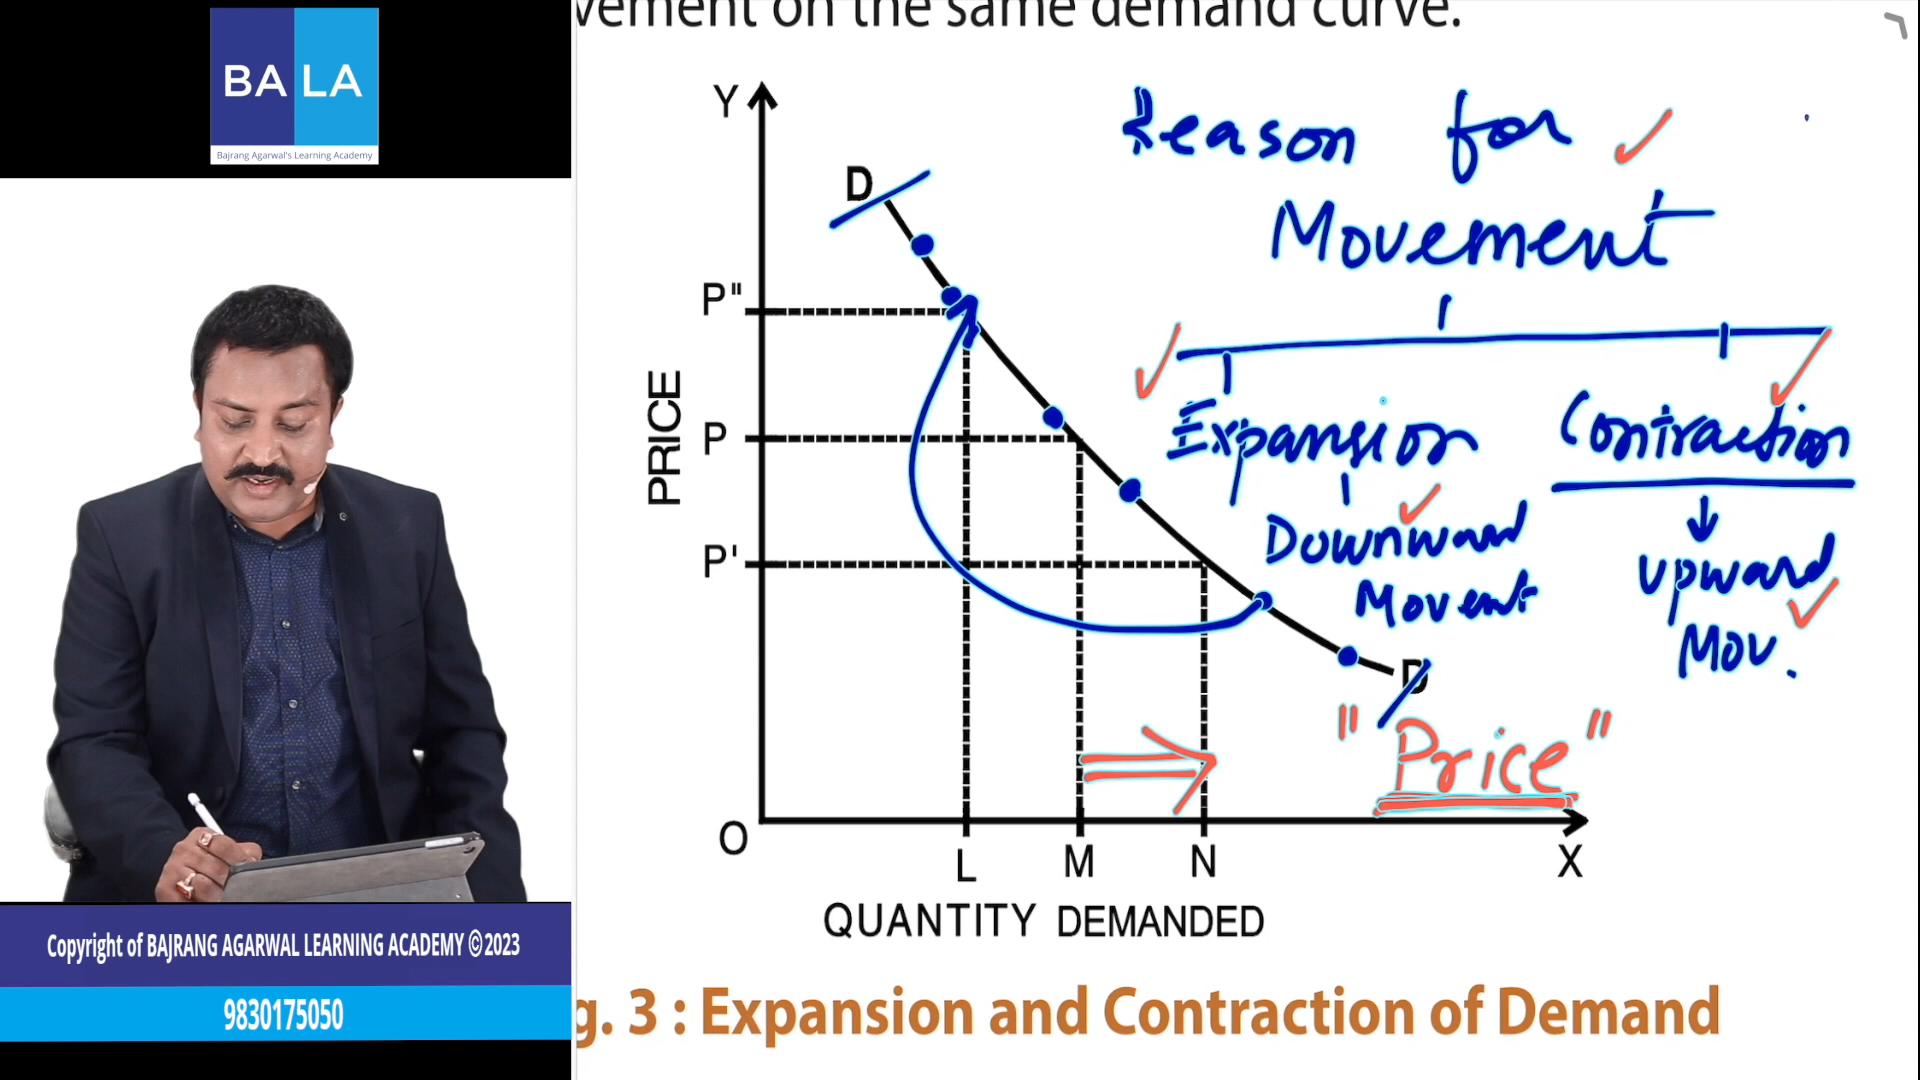 BA LA
Bajrang Agarwal's Learning Academy
vement on the same demand curve.
Y
Reason for
Movement
D
P"
P
P'
PRICE
Expansion
Contraction
Downward
Movent
upward
Mov.
D
"Price"
O
L M N X
QUANTITY DEMANDED
g. 3 : Expansion and Contraction of Demand
Copyright of BAJRANG AGARWAL LEARNING ACADEMY ©2023
9830175050